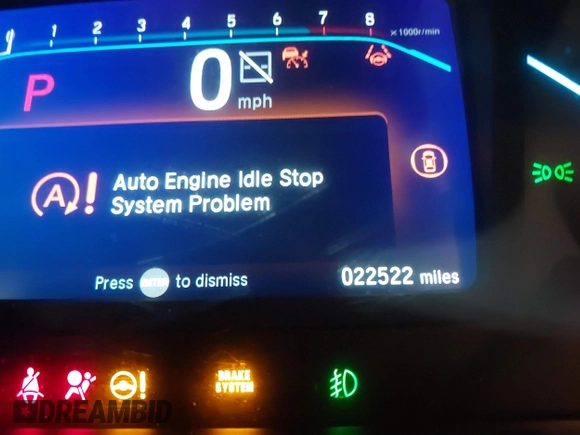 1 2 3 4 5 6 7 8 x1000r/min
P
0
mph
A! Auto Engine Idle Stop
System Problem
Press ENTER to dismiss
022522 miles
BRAKE
SYSTEM
DREAMBID